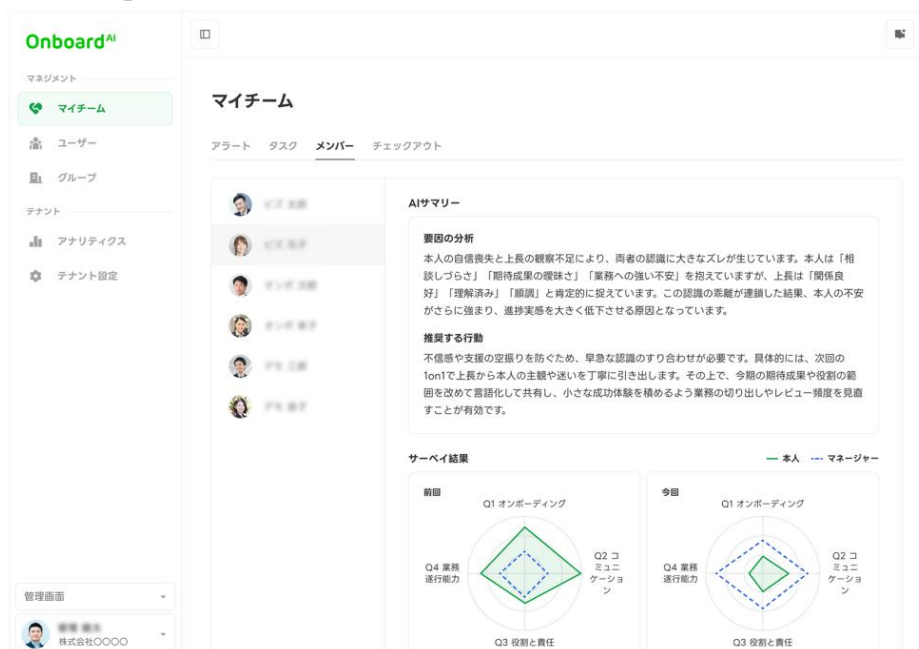 OnboardAI
マネジメント
マイチーム
ユーザー
グループ
テナント
アナリティクス
テナント設定
管理画面
株式会社〇〇〇〇
マイチーム
アラート タスク メンバー チェックアウト
AIサマリー
要因の分析
本人の自信喪失と上長の観察不足により、両者の認識に大きなズレが生じています。本人は「相
談しづらさ」「期待成果の曖昧さ」「業務への強い不安」を抱えていますが、上長は「関係良
好」「理解済み」「順調」と肯定的に捉えています。この認識の乖離が連鎖した結果、本人の不安
がさらに強まり、進捗実感を大きく低下させる原因となっています。
推奨する行動
不信感や支援の空振りを防ぐため、早急な認識のすり合わせが必要です。具体的には、次回の
1on1で上長から本人の主観や迷いを丁寧に引き出します。その上で、今期の期待成果や役割の範
囲を改めて言語化して共有し、小さな成功体験を積めるよう業務の切り出しやレビュー頻度を見直
すことが有効です。
サーベイ結果
本人 マネージャー
前回
Q1 オンボーディング
Q2 コ
ミュニ
ケーショ
ン
Q4 業務
遂行能力
Q3 役割と責任
今回
Q1 オンボーディング
Q2 コ
ミュニ
ケーショ
ン
Q4 業務
遂行能力
Q3 役割と責任